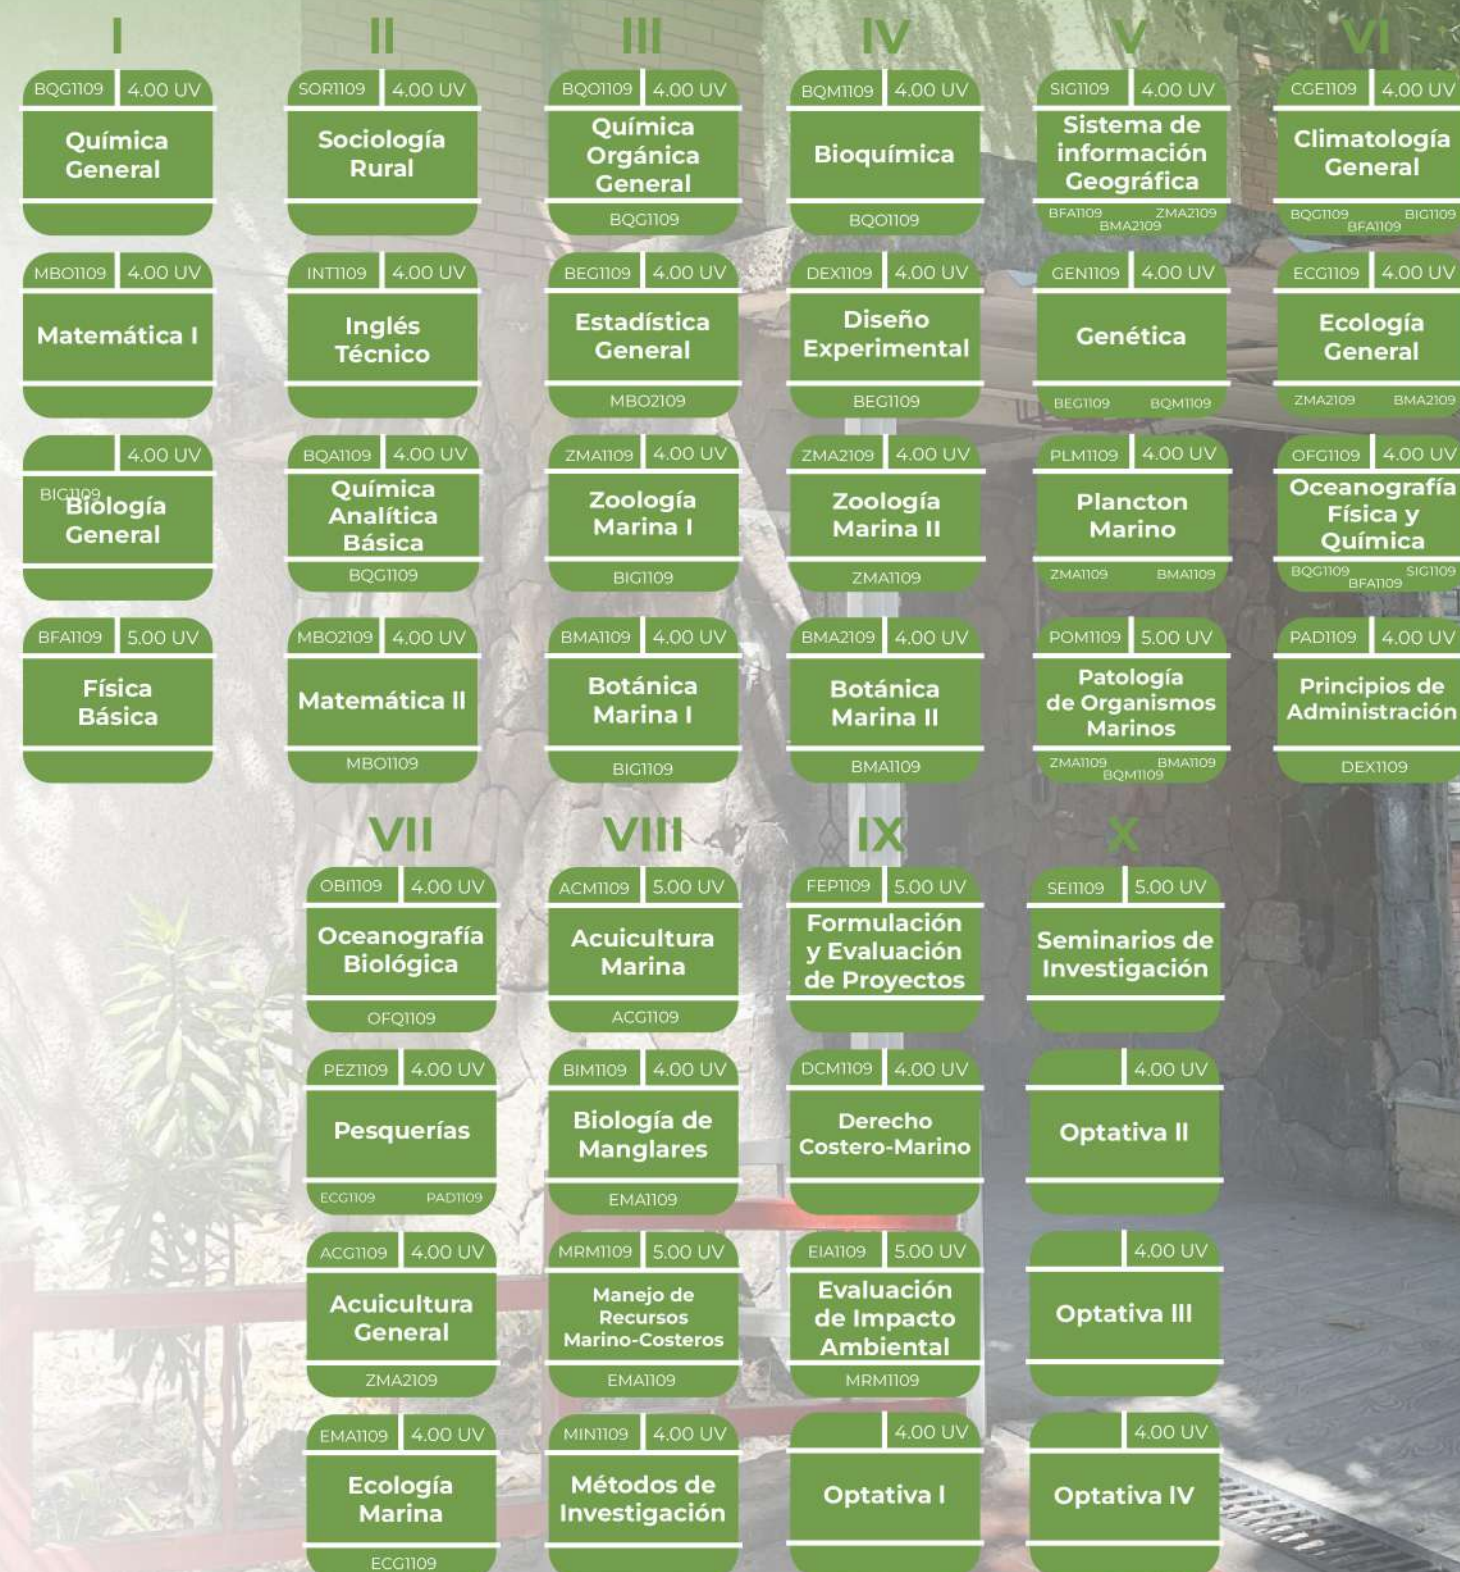 I
II
III
IV
V
VI
BQG1109 4.00 UV
Química
General
SOR1109 4.00 UV
Sociología
Rural
BQO1109 4.00 UV
Química
Orgánica
General
BQG1109
BQM1109 4.00 UV
Bioquímica
BQO1109
SIG1109 4.00 UV
Sistema de
información
Geográfica
BFA1109 ZMA2109
BMA2109
CGE1109 4.00 UV
Climatología
General
BQG1109 BIG1109
BFA1109
MBO1109 4.00 UV
Matemática I
INT1109 4.00 UV
Inglés
Técnico
BEG1109 4.00 UV
Estadística
General
MBO2109
DEX1109 4.00 UV
Diseño
Experimental
BEG1109
GEN1109 4.00 UV
Genética
BEG1109 BQM1109
ECG1109 4.00 UV
Ecología
General
ZMA2109 BMA2109
4.00 UV
BIG1109
Biología
General
BQA1109 4.00 UV
Química
Analítica
Básica
BQG1109
ZMA1109 4.00 UV
Zoología
Marina I
BIG1109
ZMA2109 4.00 UV
Zoología
Marina II
ZMA1109
PLM1109 4.00 UV
Plancton
Marino
ZMA1109 BMA1109
OFG1109 4.00 UV
Oceanografía
Física y
Química
BQG1109 SIG1109
BFA1109
BFA1109 5.00 UV
Física
Básica
MBO2109 4.00 UV
Matemática II
MBO1109
BMA1109 4.00 UV
Botánica
Marina I
BIG1109
BMA2109 4.00 UV
Botánica
Marina II
BMA1109
POM1109 5.00 UV
Patología
de Organismos
Marinos
ZMA1109 BMA1109
BQM1109
PAD1109 4.00 UV
Principios de
Administración
DEX1109
VII
VIII
IX
X
OBI1109 4.00 UV
Oceanografía
Biológica
OFQ1109
ACM1109 5.00 UV
Acuicultura
Marina
ACG1109
FEP1109 5.00 UV
Formulación
y Evaluación
de Proyectos
SEI1109 5.00 UV
Seminarios de
Investigación
PEZ1109 4.00 UV
Pesquerías
ECG1109 PAD1109
BIM1109 4.00 UV
Biología de
Manglares
EMA1109
DCM1109 4.00 UV
Derecho
Costero-Marino
4.00 UV
Optativa II
ACG1109 4.00 UV
Acuicultura
General
ZMA2109
MRM1109 5.00 UV
Manejo de
Recursos
Marino-Costeros
EMA1109
EIA1109 5.00 UV
Evaluación
de Impacto
Ambiental
MRM1109
4.00 UV
Optativa III
EMA1109 4.00 UV
Ecología
Marina
ECG1109
MIN1109 4.00 UV
Métodos de
Investigación
4.00 UV
Optativa I
4.00 UV
Optativa IV